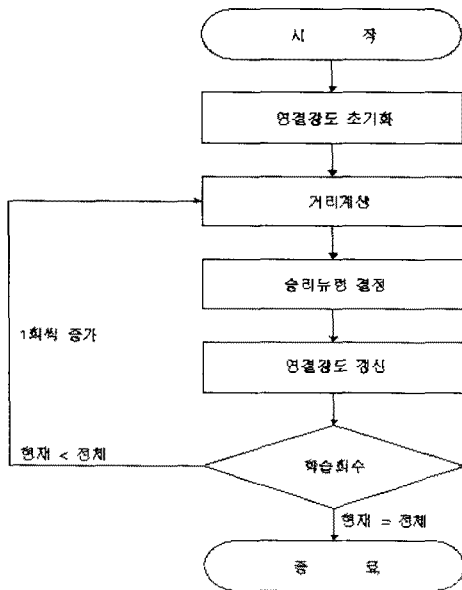 시 작
연결강도 초기화
거리계산
승리뉴런 결정
1회씩 증가
연결강도 갱신
현재 < 전체
학습회수
현재 = 전체
종 료